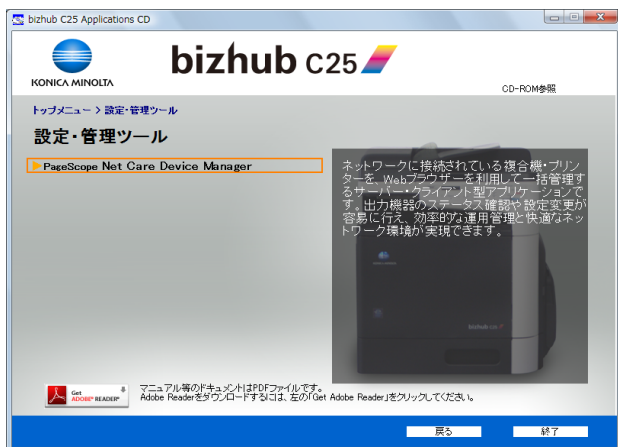 bizhub C25 Applications CD
KONICA MINOLTA
bizhub C25
CD-ROM参照
トップメニュー > 設定・管理ツール
設定・管理ツール
PageScope Net Care Device Manager
ネットワークに接続されている複合機・プリン
ターを、Webブラウザーを利用して一括管理す
るサーバー・クライアント型アプリケーションで
す。出力機器のステータス確認や設定変更が
容易に行え、効率的な運用管理と快適なネッ
トワーク環境が実現できます。
Get
ADOBE® READER®
マニュアル等のドキュメントはPDFファイルです。
Adobe Readerをダウンロードするには、左の「Get Adobe Reader」をクリックしてください。
戻る
終了